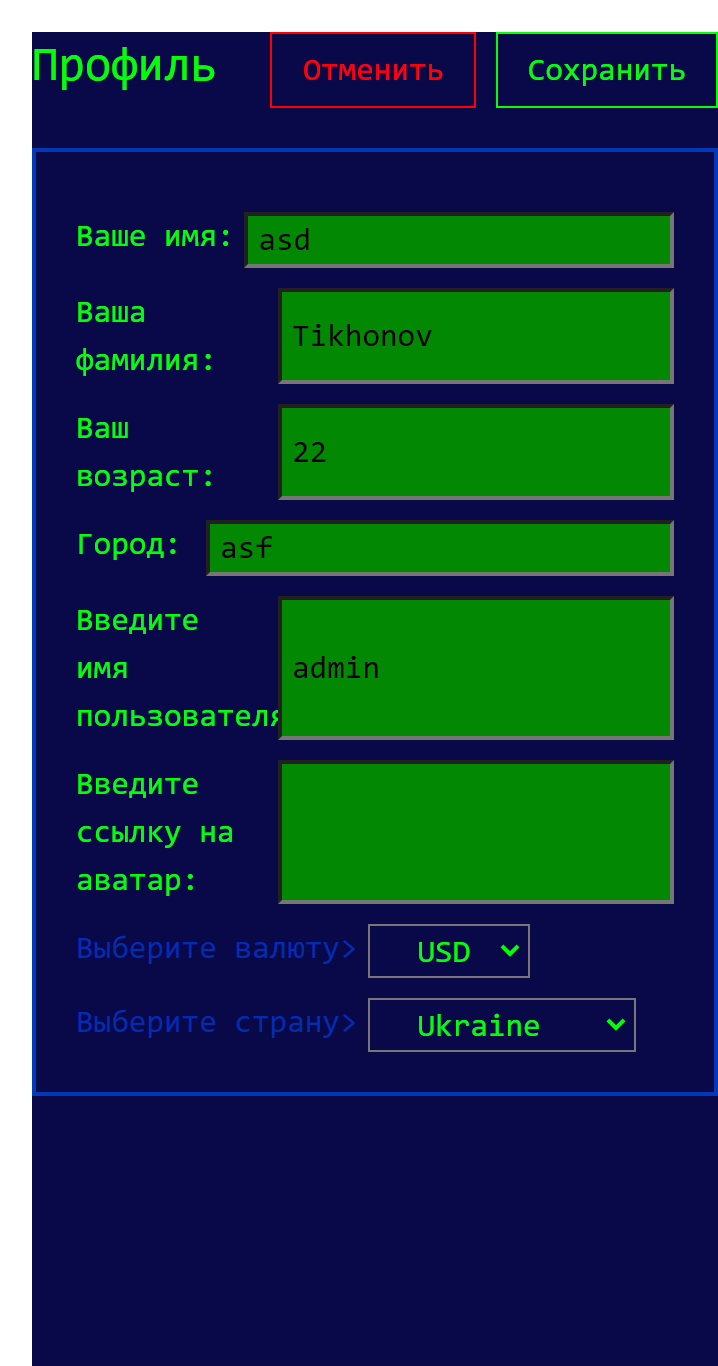 Профиль Отменить Сохранить
Ваше имя: asd
Ваша
фамилия:
Tikhonov
Ваш
возраст:
22
Город: asf
Введите
имя
пользователя
admin
Введите
ссылку на
аватар:
Выберите валюту> USD
Выберите страну> Ukraine